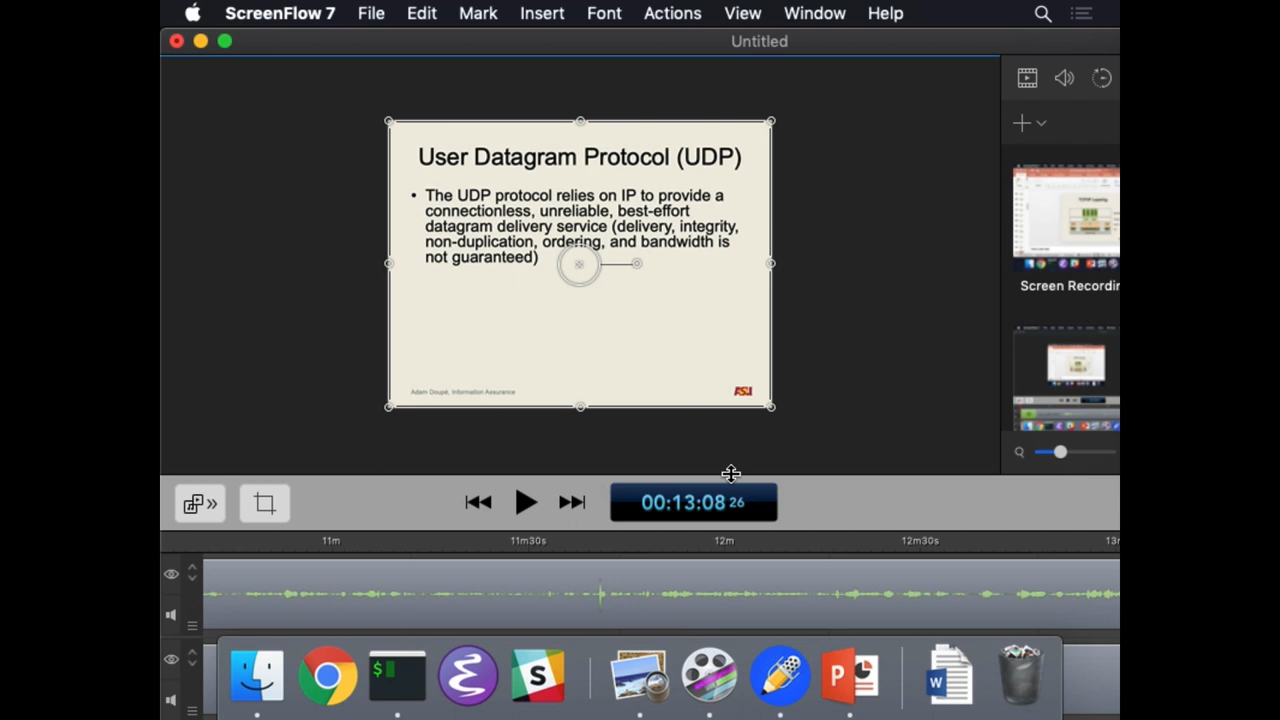 ScreenFlow 7 File Edit Mark Insert Font Actions View Window Help
Untitled
User Datagram Protocol (UDP)
• The UDP protocol relies on IP to provide a
connectionless, unreliable, best-effort
datagram delivery service (delivery, integrity,
non-duplication, ordering, and bandwidth is
not guaranteed)
Adam Doupé, Information Assurance
ASU
Screen Recordin
00:13:08 26
11m 11m30s 12m 12m30s 13
$
S
P
W